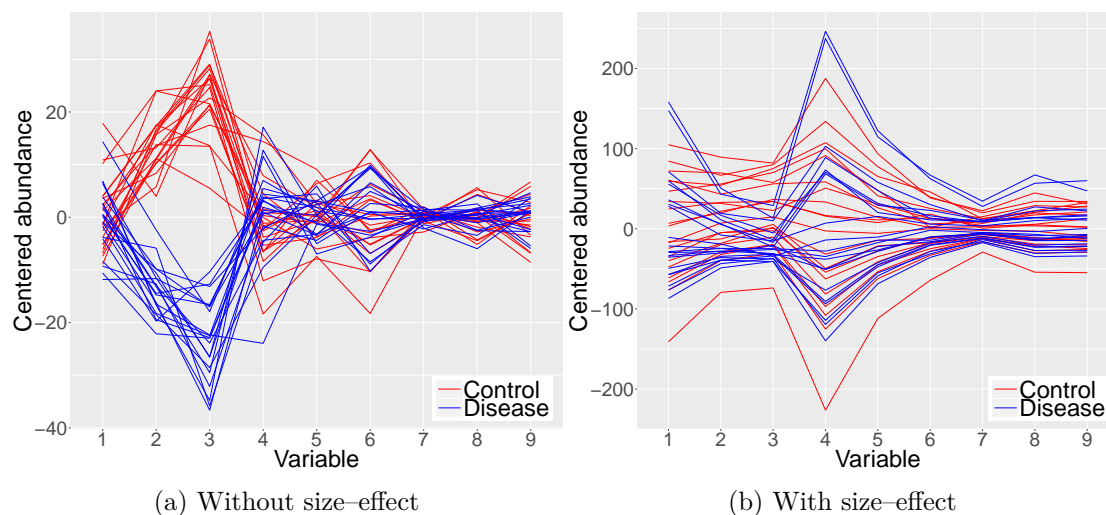 Centered abundance
20
0
−20
−40
1 2 3 4 5 6 7 8 9
Variable
Control
Disease
(a) Without size–effect
Centered abundance
200
100
0
−100
−200
1 2 3 4 5 6 7 8 9
Variable
Control
Disease
(b) With size–effect